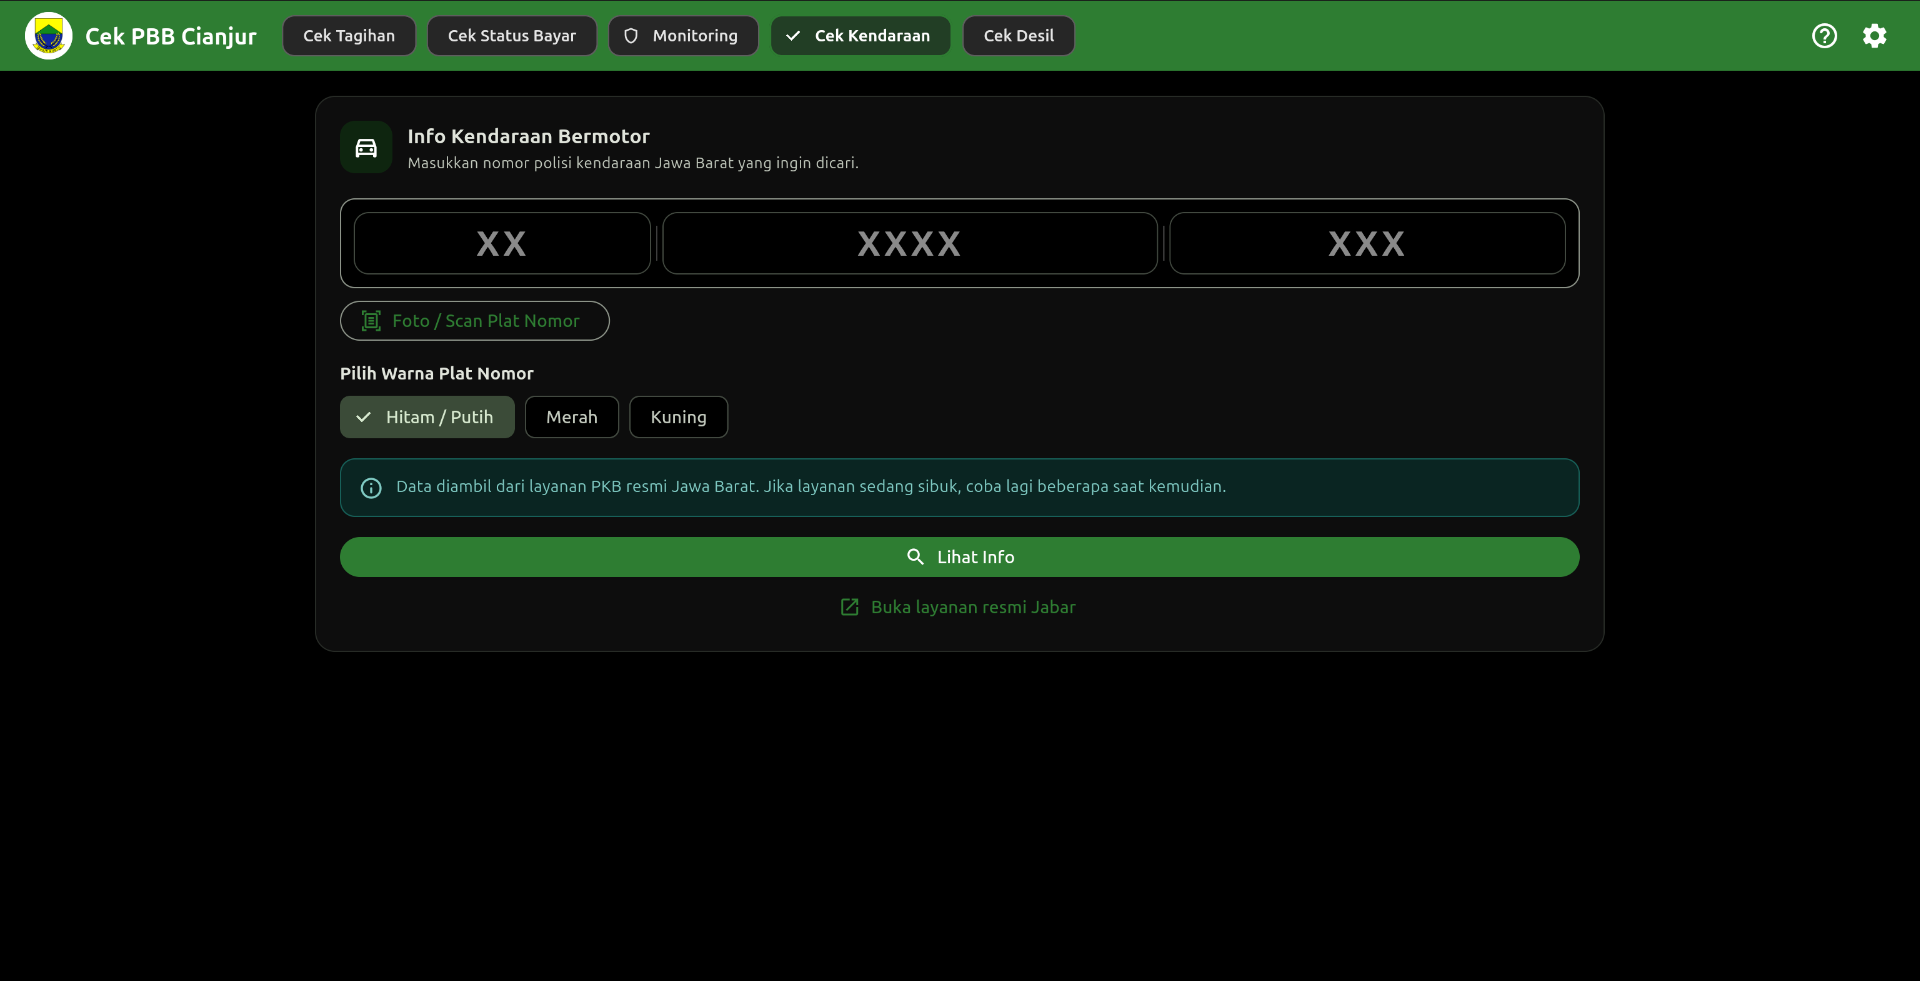 Cek PBB Cianjur
Cek Tagihan
Cek Status Bayar
Monitoring
Cek Kendaraan
Cek Desil
Info Kendaraan Bermotor
Masukkan nomor polisi kendaraan Jawa Barat yang ingin dicari.
XX
XXXX
XXX
Foto / Scan Plat Nomor
Pilih Warna Plat Nomor
Hitam / Putih
Merah
Kuning
Data diambil dari layanan PKB resmi Jawa Barat. Jika layanan sedang sibuk, coba lagi beberapa saat kemudian.
Lihat Info
Buka layanan resmi Jabar